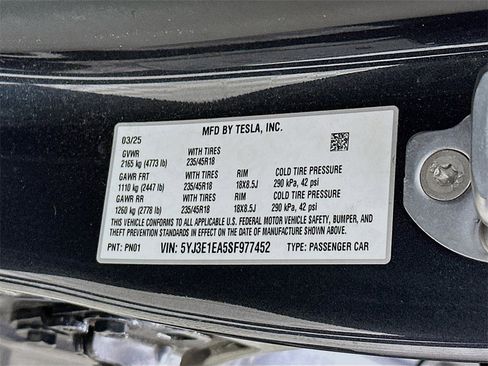 MFD BY TESLA, INC.
03/25
GVWR WITH TIRES
2165 kg (4773 lb) 235/45R18
GAWR FRT WITH TIRES RIM COLD TIRE PRESSURE
1110 kg (2447 lb) 235/45R18 18X8.5J 290 kPa, 42 psi
GAWR RR WITH TIRES RIM COLD TIRE PRESSURE
1260 kg (2778 lb) 235/45R18 18X8.5J 290 kPa, 42 psi
THIS VEHICLE CONFORMS TO ALL APPLICABLE
U.S. FEDERAL MOTOR VEHICLE SAFETY, BUMPER, AND
THEFT PREVENTION STANDARDS IN
EFFECT ON THE DATE OF MANUFACTURE SHOWN ABOVE.
PNT: PN01 VIN: 5YJ3E1EA5SF977452 TYPE: PASSENGER CAR